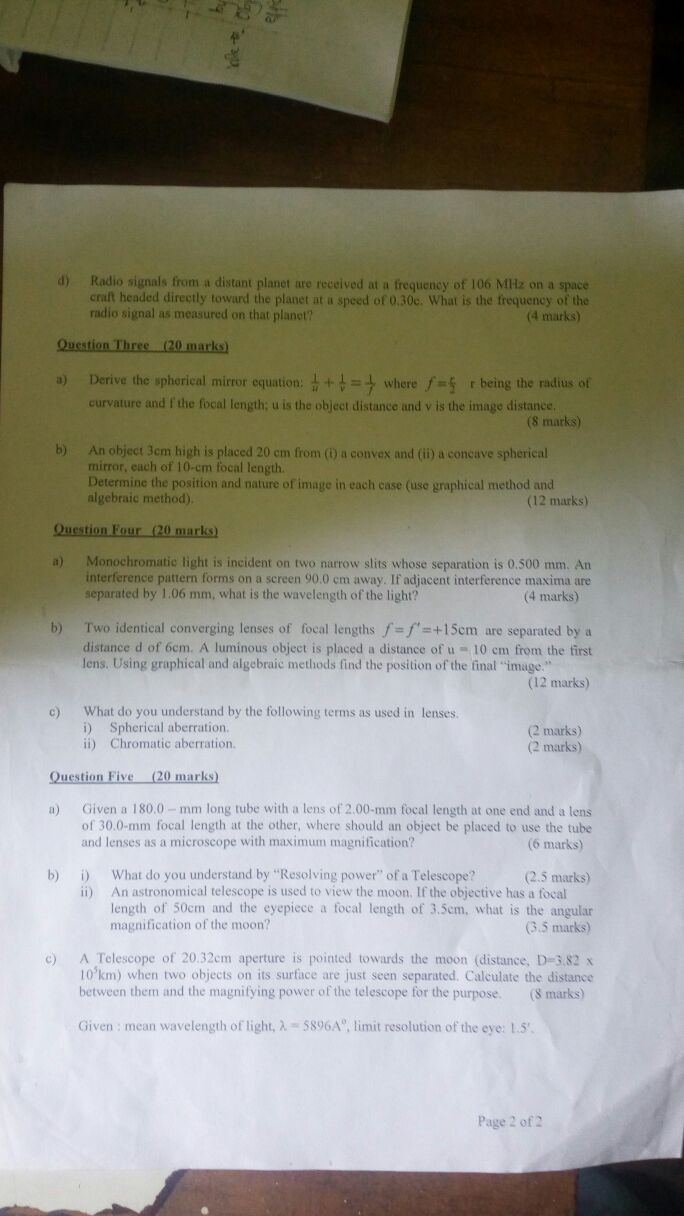 d) Radio signals from a distant planet are received at a frequency of 106 MHz on a space
craft headed directly toward the planet at a speed of 0.30c. What is the frequency of the
radio signal as measured on that planet? (4 marks)
Question Three (20 marks)
a) Derive the spherical mirror equation: 1/u + 1/v = 1/f where f = r/2 r being the radius of
curvature and f the focal length; u is the object distance and v is the image distance.
(8 marks)
b) An object 3cm high is placed 20 cm from (i) a convex and (ii) a concave spherical
mirror, each of 10-cm focal length.
Determine the position and nature of image in each case (use graphical method and
algebraic method). (12 marks)
Question Four (20 marks)
a) Monochromatic light is incident on two narrow slits whose separation is 0.500 mm. An
interference pattern forms on a screen 90.0 cm away. If adjacent interference maxima are
separated by 1.06 mm, what is the wavelength of the light? (4 marks)
b) Two identical converging lenses of focal lengths f = f' = +15cm are separated by a
distance d of 6cm. A luminous object is placed a distance of u = 10 cm from the first
lens. Using graphical and algebraic methods find the position of the final "image."
(12 marks)
c) What do you understand by the following terms as used in lenses.
i) Spherical aberration. (2 marks)
ii) Chromatic aberration. (2 marks)
Question Five (20 marks)
a) Given a 180.0 – mm long tube with a lens of 2.00-mm focal length at one end and a lens
of 30.0-mm focal length at the other, where should an object be placed to use the tube
and lenses as a microscope with maximum magnification? (6 marks)
b) i) What do you understand by "Resolving power" of a Telescope? (2.5 marks)
ii) An astronomical telescope is used to view the moon. If the objective has a focal
length of 50cm and the eyepiece a focal length of 3.5cm, what is the angular
magnification of the moon? (3.5 marks)
c) A Telescope of 20.32cm aperture is pointed towards the moon (distance, D=3.82 x
10⁵km) when two objects on its surface are just seen separated. Calculate the distance
between them and the magnifying power of the telescope for the purpose. (8 marks)
Given : mean wavelength of light, λ = 5896A°, limit resolution of the eye: 1.5'.
Page 2 of 2